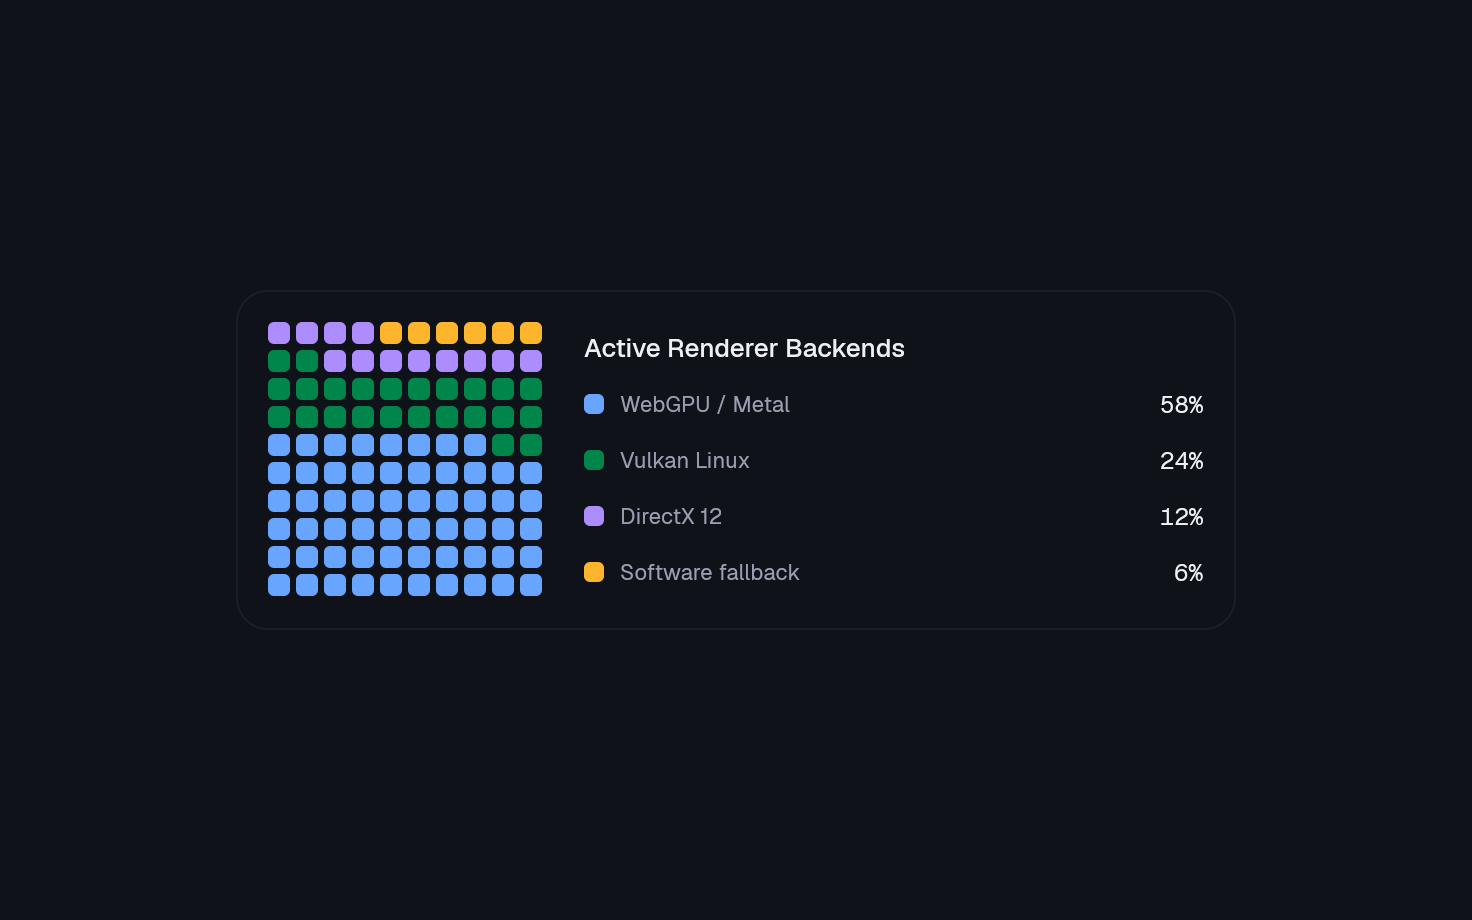 Active Renderer Backends
WebGPU / Metal 58%
Vulkan Linux 24%
DirectX 12 12%
Software fallback 6%